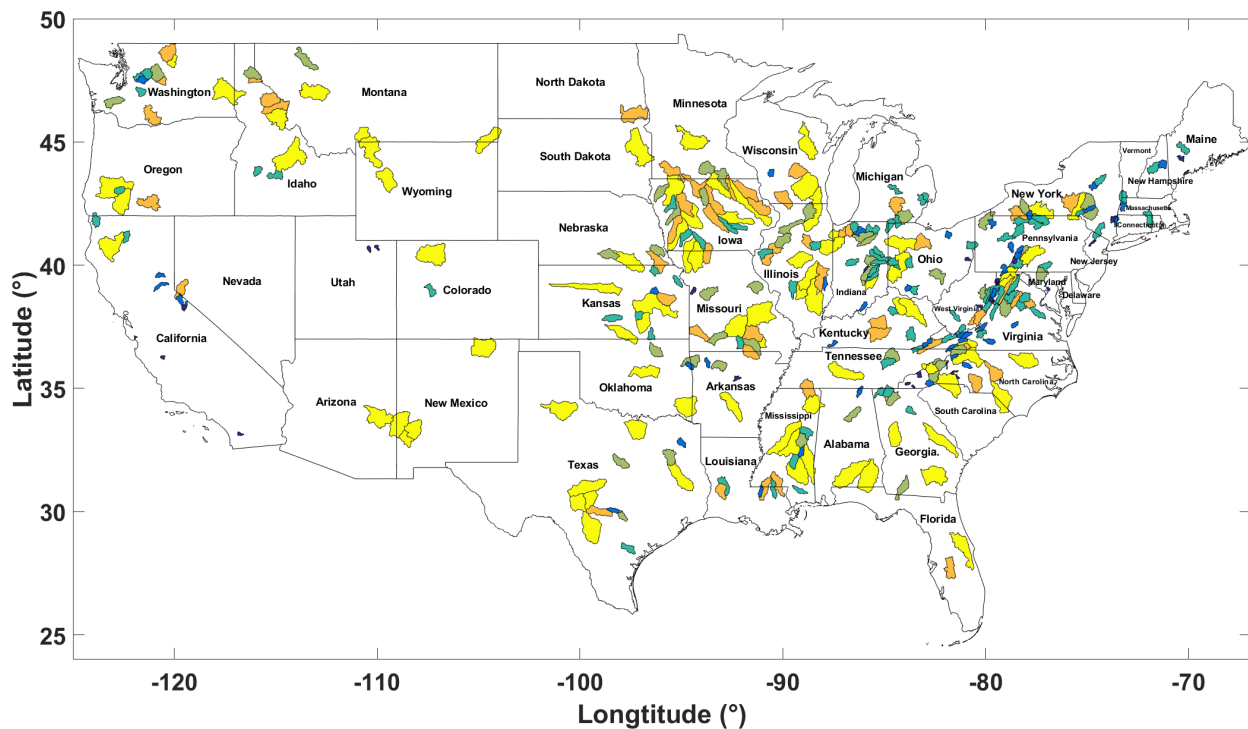 50
45
40
35
30
25
Latitude (°)
Washington
Montana
North Dakota
Minnesota
Maine
Oregon
Idaho
Wyoming
South Dakota
Wisconsin
Michigan
Vermont
New Hampshire
New York
Massachusetts
Connecticut
Nebraska
Iowa
Pennsylvania
Nevada
Utah
Colorado
Kansas
Illinois
Indiana
Ohio
New Jersey
Maryland
Delaware
California
Missouri
Kentucky
West Virginia
Virginia
Arizona
New Mexico
Oklahoma
Arkansas
Tennessee
North Carolina
South Carolina
Texas
Louisiana
Mississippi
Alabama
Georgia.
Florida
-120 -110 -100 -90 -80 -70
Longtitude (°)